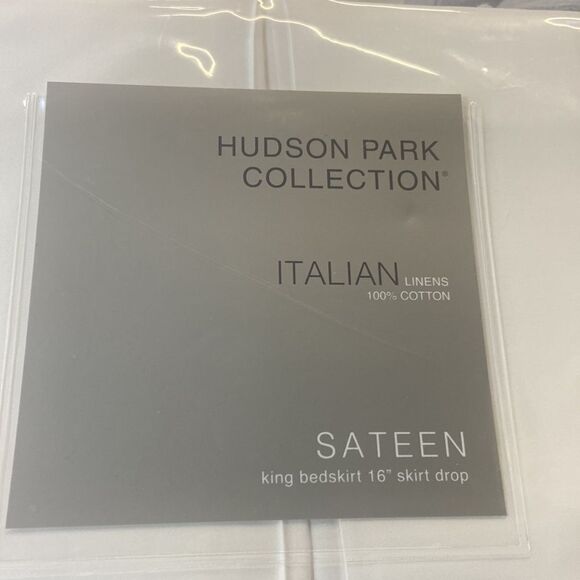 HUDSON PARK
COLLECTION®
ITALIAN LINENS
100% COTTON
SATEEN
king bedskirt 16” skirt drop